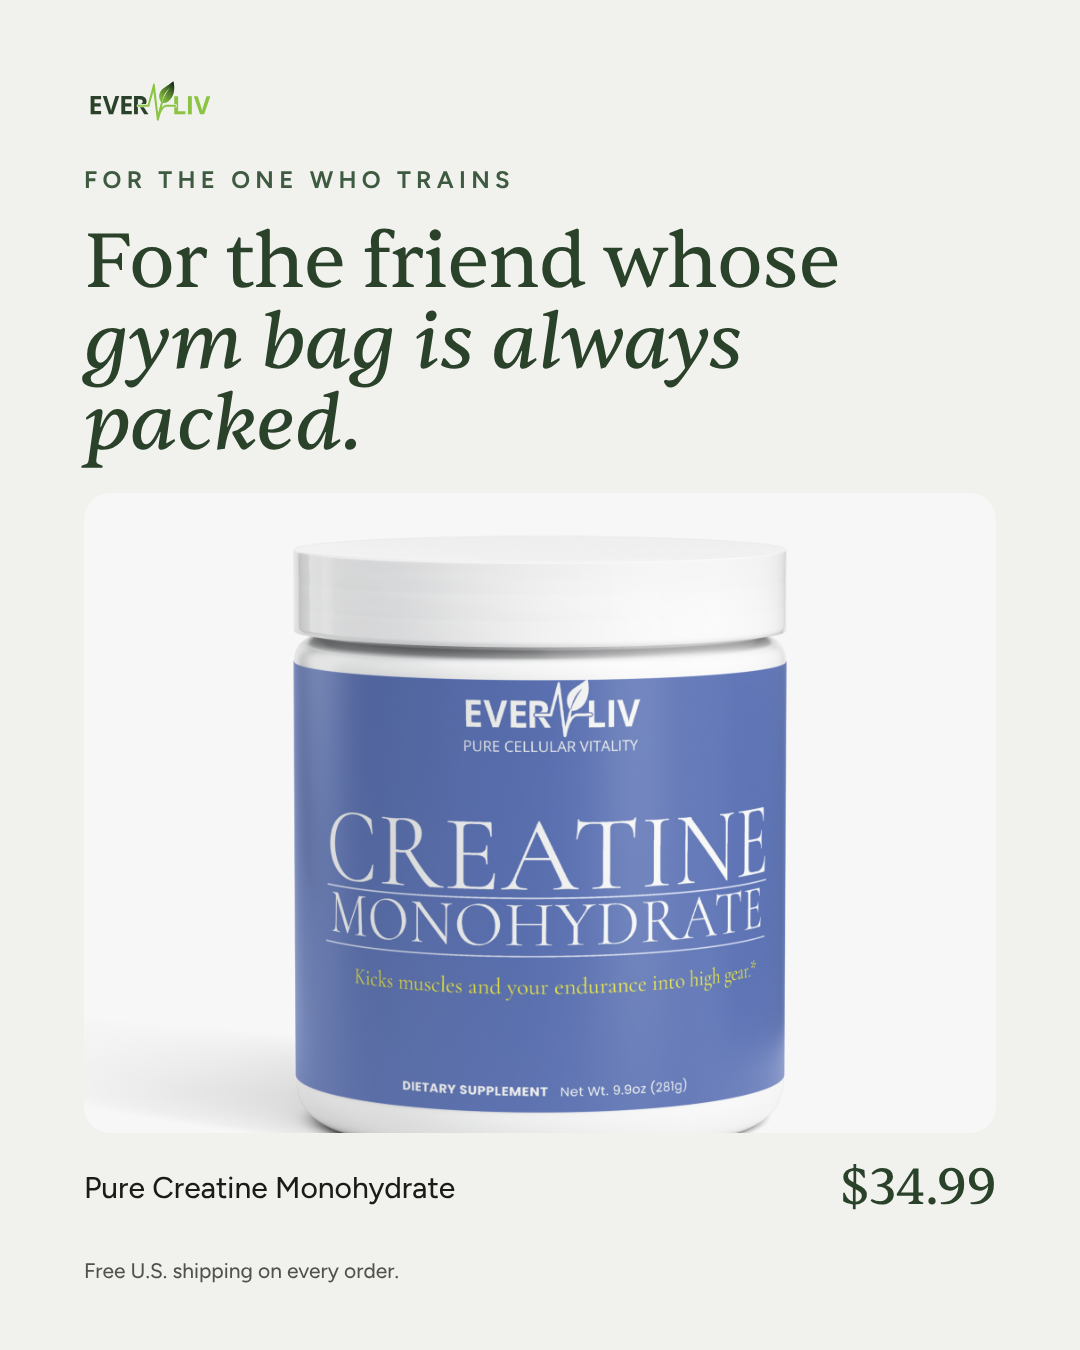 EVERLIV
FOR THE ONE WHO TRAINS
For the friend whose
gym bag is always
packed.
EVERLIV
PURE CELLULAR VITALITY
CREATINE
MONOHYDRATE
Kicks muscles and your endurance into high gear.*
DIETARY SUPPLEMENT Net Wt. 9.9oz (281g)
Pure Creatine Monohydrate
$34.99
Free U.S. shipping on every order.